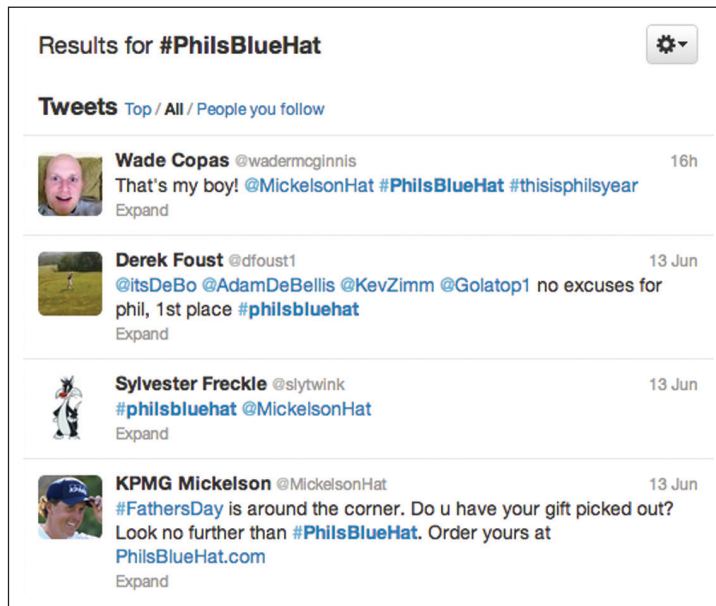 Results for #PhilsBlueHat
Tweets Top / All / People you follow
Wade Copas @wadermcginnis 16h
That's my boy! @MickelsonHat #PhilsBlueHat #thisisphilsyear
Expand
Derek Foust @dfoust1 13 Jun
@itsDeBo @AdamDeBellis @KevZimm @Golatop1 no excuses for
phil, 1st place #philsbluehat
Expand
Sylvester Freckle @slytwink 13 Jun
#philsbluehat @MickelsonHat
Expand
KPMG Mickelson @MickelsonHat 13 Jun
#FathersDay is around the corner. Do u have your gift picked out?
Look no further than #PhilsBlueHat. Order yours at
PhilsBlueHat.com
Expand
KPMG